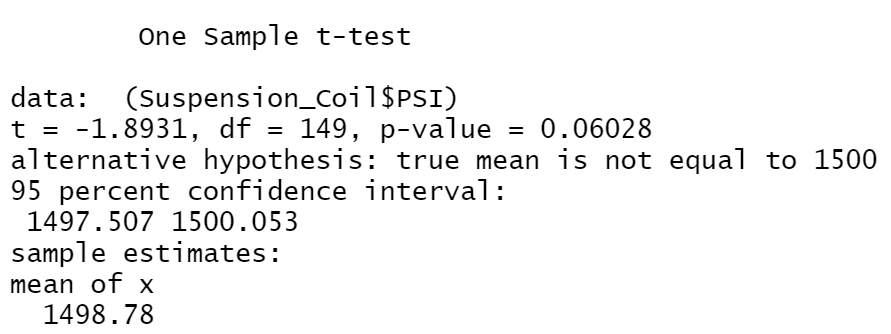 One Sample t-test
data: (Suspension_Coil$PSI)
t = -1.8931, df = 149, p-value = 0.06028
alternative hypothesis: true mean is not equal to 1500
95 percent confidence interval:
1497.507 1500.053
sample estimates:
mean of x
1498.78